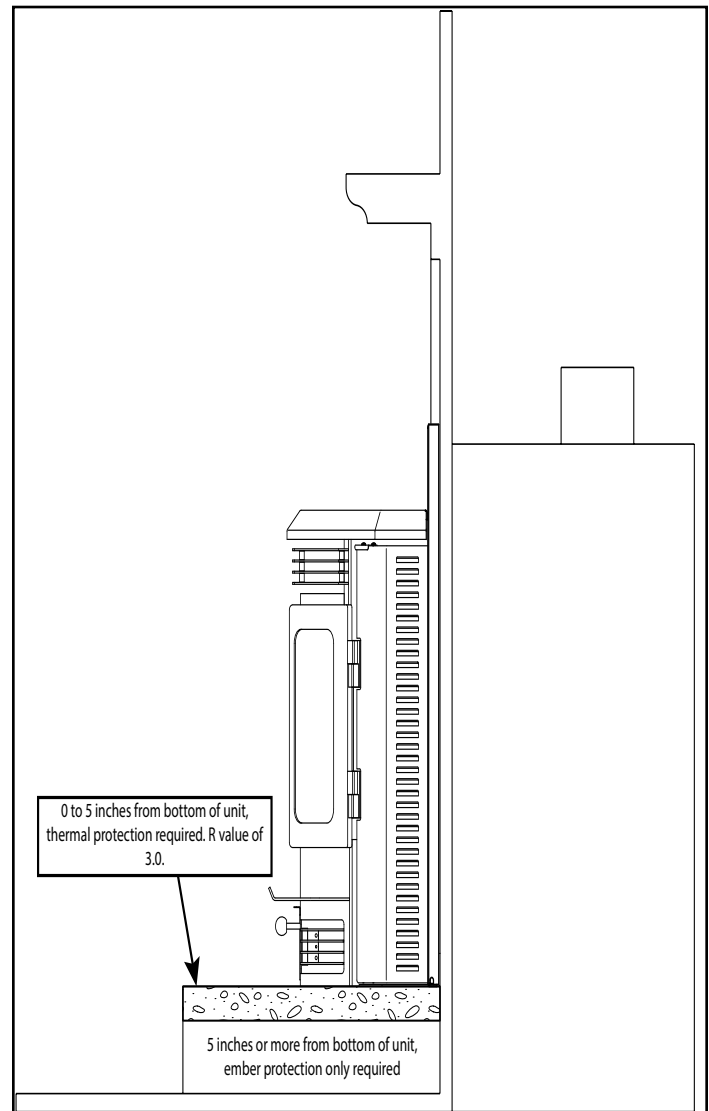 0 to 5 inches from bottom of unit,
thermal protection required. R value of
3.0.
5 inches or more from bottom of unit,
ember protection only required